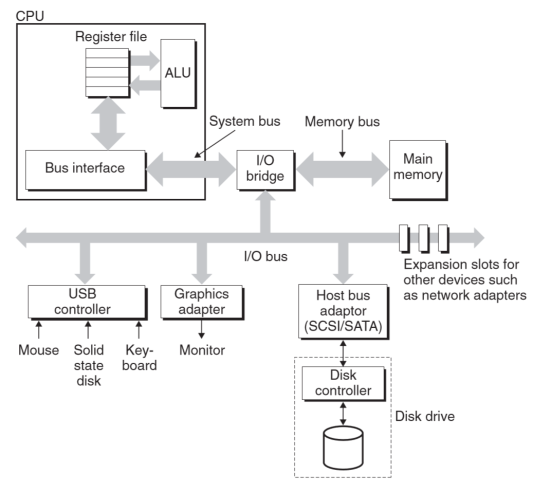 CPU
Register file
ALU
System bus
Memory bus
Bus interface
I/O
bridge
Main
memory
I/O bus
Expansion slots for
other devices such
as network adapters
USB
controller
Graphics
adapter
Host bus
adaptor
(SCSI/SATA)
Mouse
Solid
state
disk
Key-
board
Monitor
Disk
controller
Disk drive